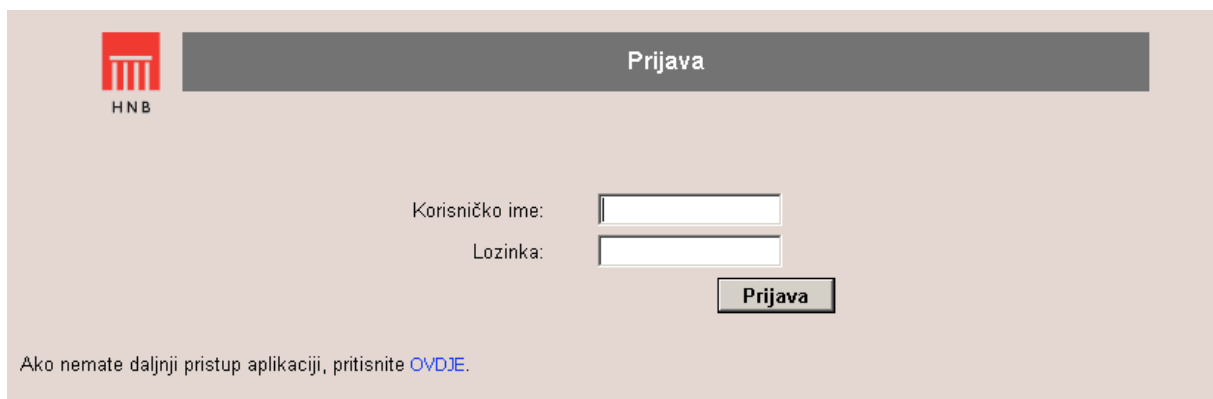 Prijava
HNB
Korisničko ime:
Lozinka:
Prijava
Ako nemate daljnji pristup aplikaciji, pritisnite OVDJE.